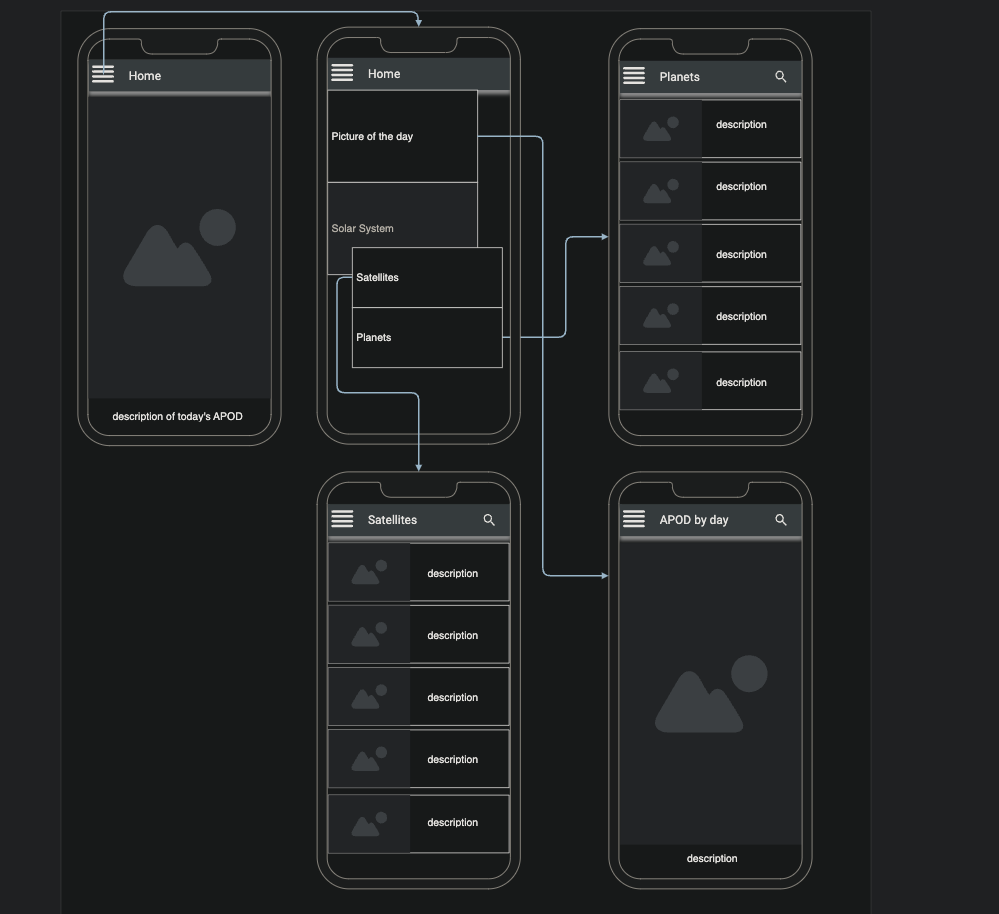 Home
description of today's APOD
Home
Picture of the day
Solar System
Satellites
Planets
Planets
description
description
description
description
description
Satellites
description
description
description
description
description
APOD by day
description